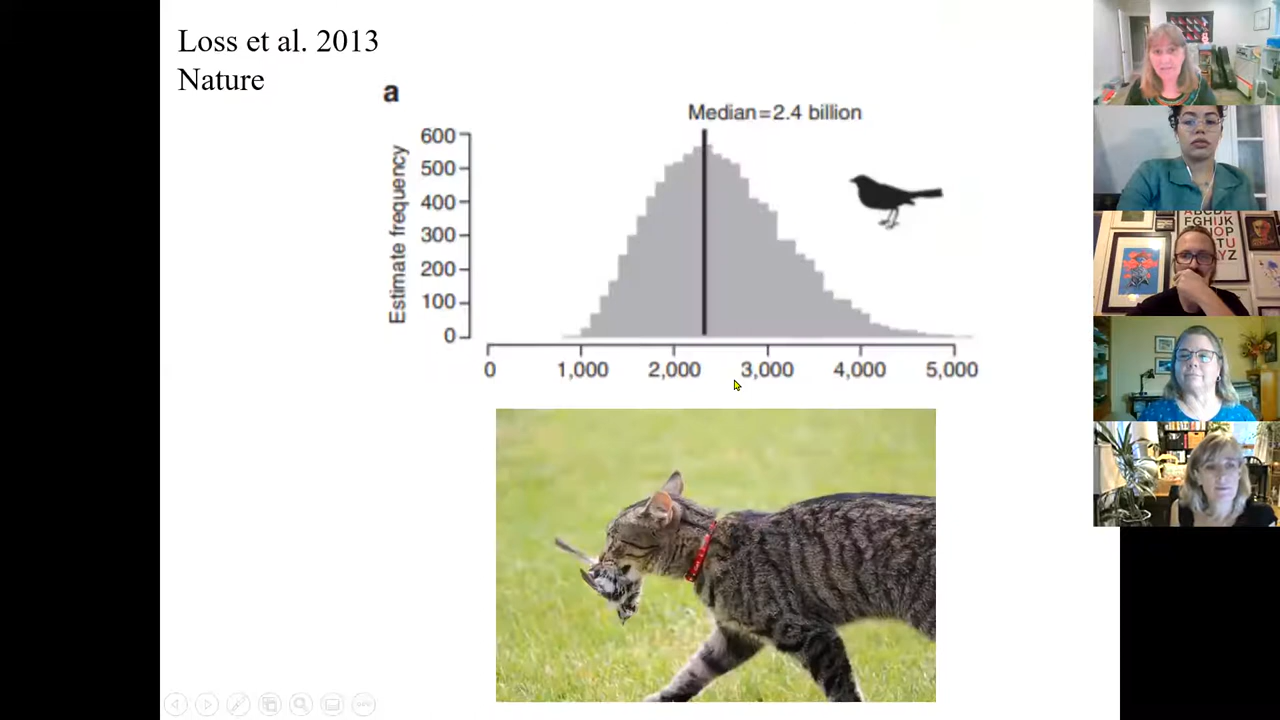 Loss et al. 2013
Nature
a
Median=2.4 billion
Estimate frequency
600
500
400
300
200
100
0
0 1,000 2,000 3,000 4,000 5,000